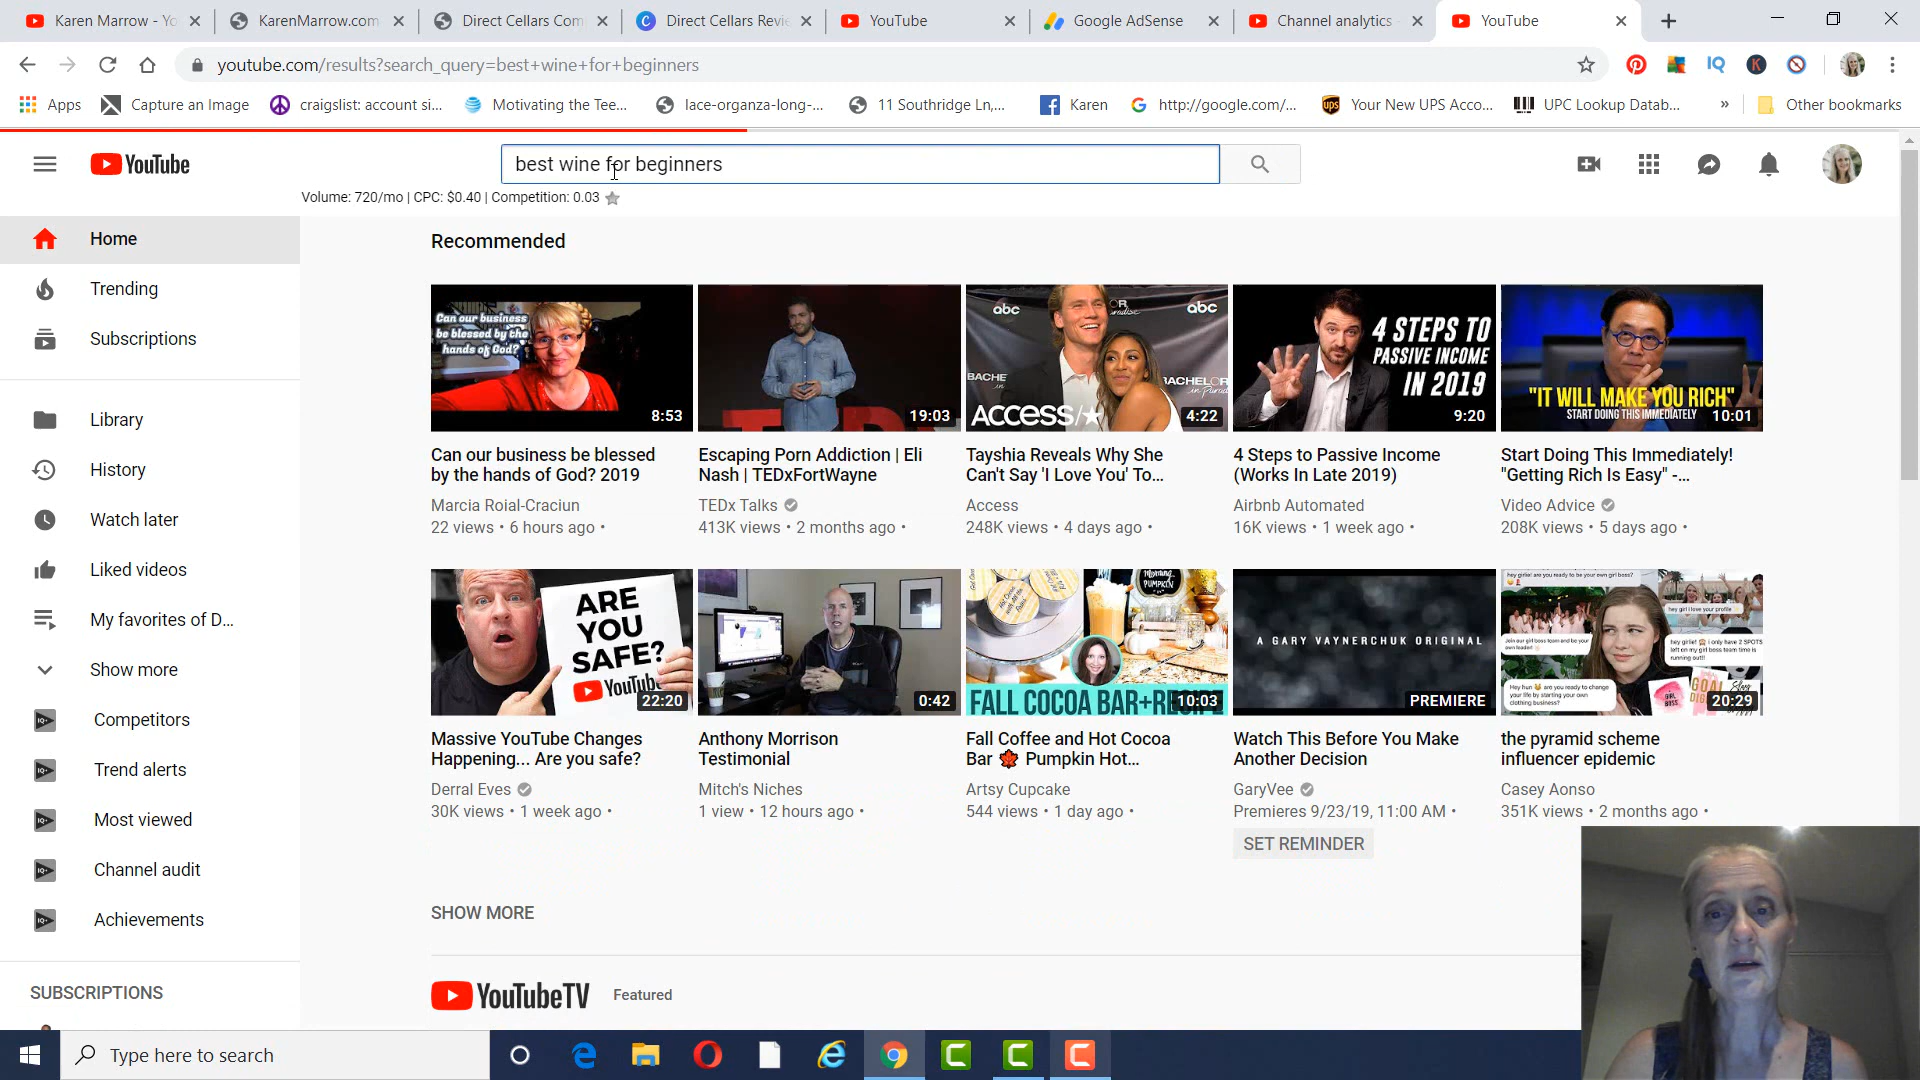 Karen Marrow - Yo
KarenMarrow.com
Direct Cellars Com
Direct Cellars Revie
YouTube
Google AdSense
Channel analytics
YouTube
youtube.com/results?search_query=best+wine+for+beginners
Apps
Capture an Image
craigslist: account si...
Motivating the Tee...
lace-organza-long-...
11 Southridge Ln,...
Karen
http://google.com/...
Your New UPS Acco...
UPC Lookup Datab...
»
Other bookmarks
YouTube
best wine for beginners
Volume: 720/mo | CPC: $0.40 | Competition: 0.03
Home
Trending
Subscriptions
Library
History
Watch later
Liked videos
My favorites of D...
Show more
Competitors
Trend alerts
Most viewed
Channel audit
Achievements
SUBSCRIPTIONS
Recommended
Can our business
be blessed by the
hands of God?
8:53
Can our business be blessed
by the hands of God? 2019
Marcia Roial-Craciun
22 views • 6 hours ago •
19:03
Escaping Porn Addiction | Eli
Nash | TEDxFortWayne
TEDx Talks
413K views • 2 months ago •
abc
abc
ACCESS
4:22
Tayshia Reveals Why She
Can't Say 'I Love You' To...
Access
248K views • 4 days ago •
4 STEPS TO
PASSIVE INCOME
IN 2019
9:20
4 Steps to Passive Income
(Works In Late 2019)
Airbnb Automated
16K views • 1 week ago •
"IT WILL MAKE YOU RICH"
START DOING THIS IMMEDIATELY
10:01
Start Doing This Immediately!
"Getting Rich Is Easy" -...
Video Advice
208K views • 5 days ago •
ARE
YOU
SAFE?
YouTube
22:20
Massive YouTube Changes
Happening... Are you safe?
Derral Eves
30K views • 1 week ago •
0:42
Anthony Morrison
Testimonial
Mitch's Niches
1 view • 12 hours ago •
Morning,
PUMPKIN
FALL COCOA BAR+RECIPE
10:03
Fall Coffee and Hot Cocoa
Bar 🍁 Pumpkin Hot...
Artsy Cupcake
544 views • 1 day ago •
A GARY VAYNERCHUK ORIGINAL
PREMIERE
Watch This Before You Make
Another Decision
GaryVee
Premieres 9/23/19, 11:00 AM •
SET REMINDER
20:29
the pyramid scheme
influencer epidemic
Casey Aonso
351K views • 2 months ago •
SHOW MORE
YouTubeTV
Featured
Type here to search